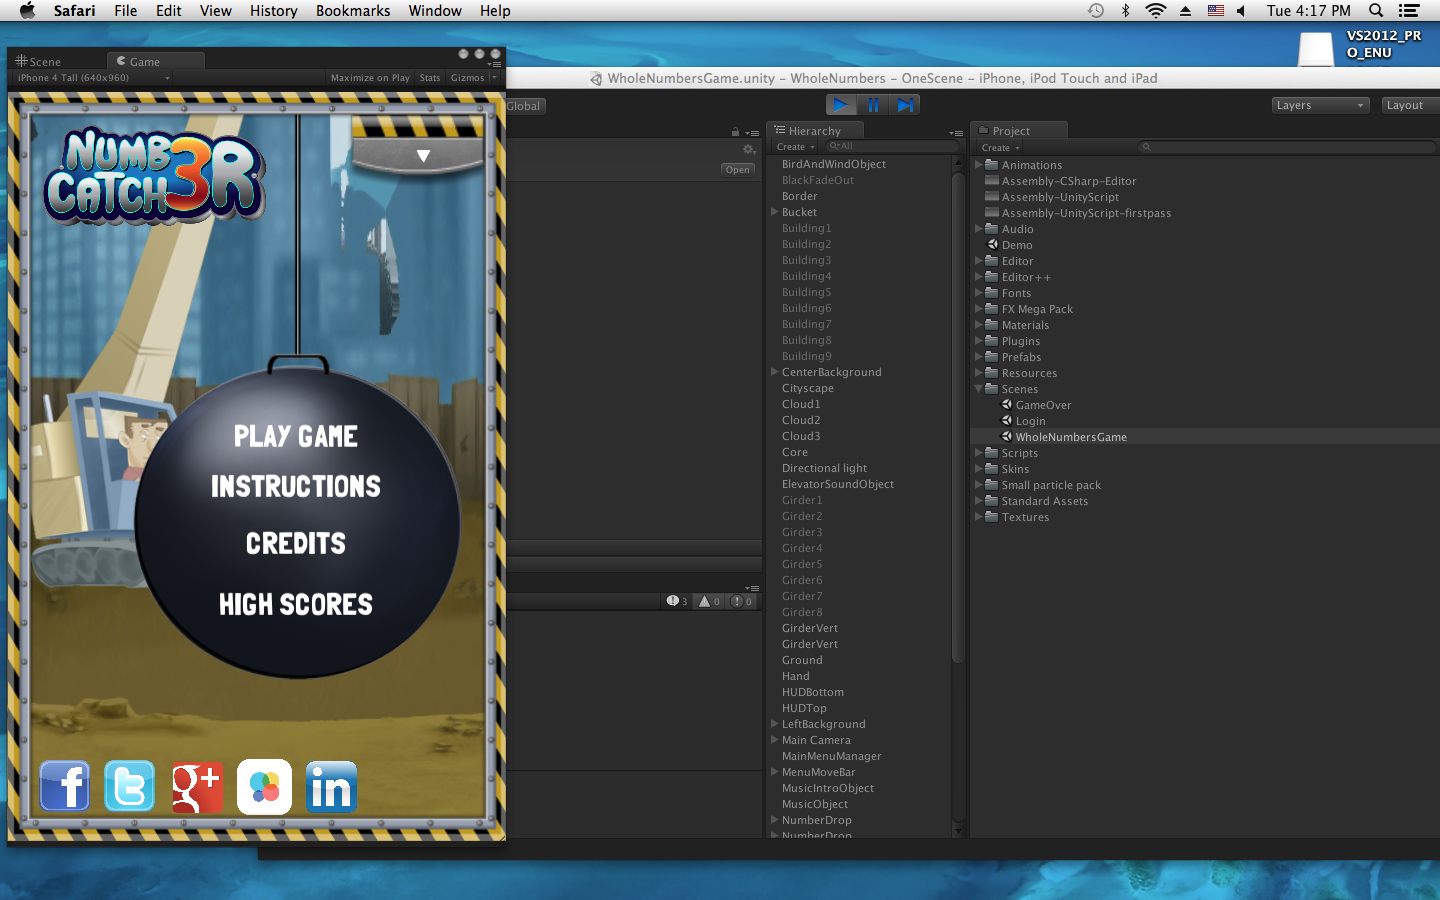 Safari File Edit View History Bookmarks Window Help
Tue 4:17 PM
VS2012_PR
O_ENU
Scene
Game
iPhone 4 Tall (640x960)
Maximize on Play
Stats
Gizmos
WholeNumbersGame.unity – WholeNumbers – OneScene – iPhone, iPod Touch and iPad
Global
Layers
Layout
NUMB3R
CATCH3R
PLAY GAME
INSTRUCTIONS
CREDITS
HIGH SCORES
f
t
g+
in
Open
3
0
0
Hierarchy
Create
All
BirdAndWindObject
BlackFadeOut
Border
Bucket
Building1
Building2
Building3
Building4
Building5
Building6
Building7
Building8
Building9
CenterBackground
Cityscape
Cloud1
Cloud2
Cloud3
Core
Directional light
ElevatorSoundObject
Girder1
Girder2
Girder3
Girder4
Girder5
Girder6
Girder7
Girder8
GirderVert
GirderVert
Ground
Hand
HUDBottom
HUDTop
LeftBackground
Main Camera
MainMenuManager
MenuMoveBar
MusicIntroObject
MusicObject
NumberDrop
NumberDrop
Project
Create
Animations
Assembly-CSharp-Editor
Assembly-UnityScript
Assembly-UnityScript-firstpass
Audio
Demo
Editor
Editor++
Fonts
FX Mega Pack
Materials
Plugins
Prefabs
Resources
Scenes
GameOver
Login
WholeNumbersGame
Scripts
Skins
Small particle pack
Standard Assets
Textures